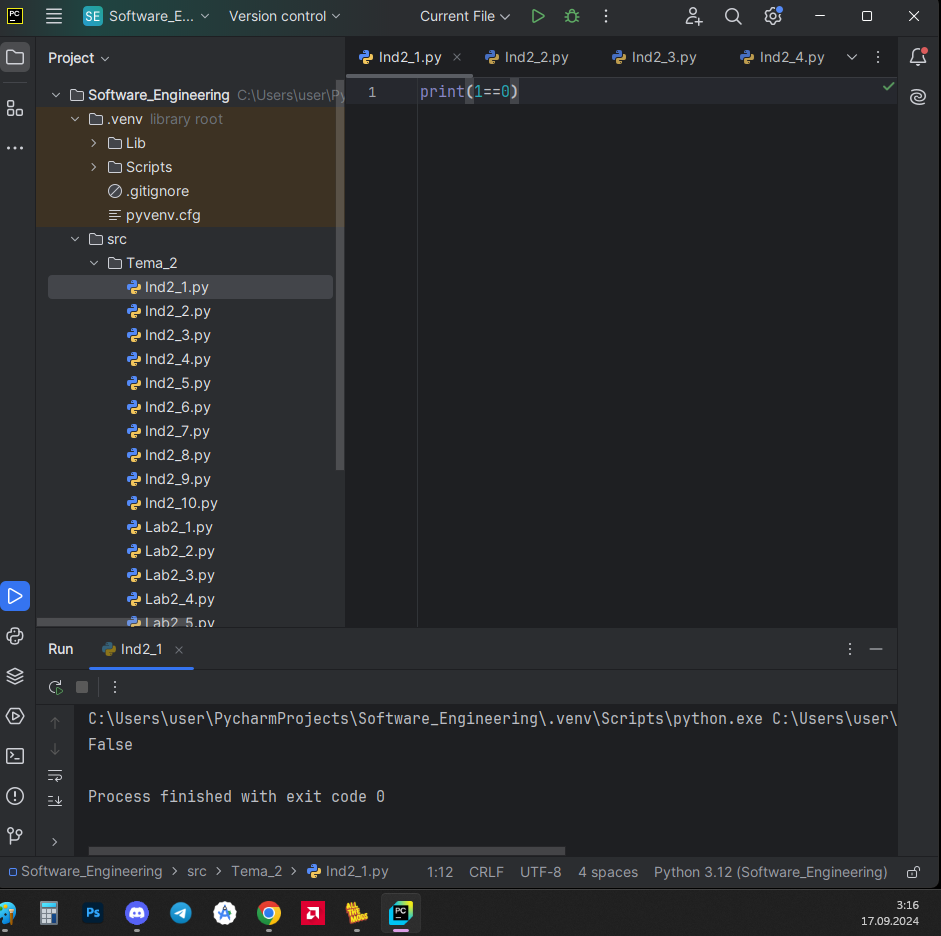 PC SE Software_E... Version control Current File
Project
Ind2_1.py Ind2_2.py Ind2_3.py Ind2_4.py
Software_Engineering C:\Users\user\Py
.venv library root
Lib
Scripts
.gitignore
pyvenv.cfg
src
Tema_2
Ind2_1.py
Ind2_2.py
Ind2_3.py
Ind2_4.py
Ind2_5.py
Ind2_6.py
Ind2_7.py
Ind2_8.py
Ind2_9.py
Ind2_10.py
Lab2_1.py
Lab2_2.py
Lab2_3.py
Lab2_4.py
Lab2_5.py
1 print(1==0)
Run Ind2_1
C:\Users\user\PycharmProjects\Software_Engineering\.venv\Scripts\python.exe C:\Users\user\
False
Process finished with exit code 0
Software_Engineering src Tema_2 Ind2_1.py 1:12 CRLF UTF-8 4 spaces Python 3.12 (Software_Engineering)
Ps ALL THE MODS PC
3:16
17.09.2024